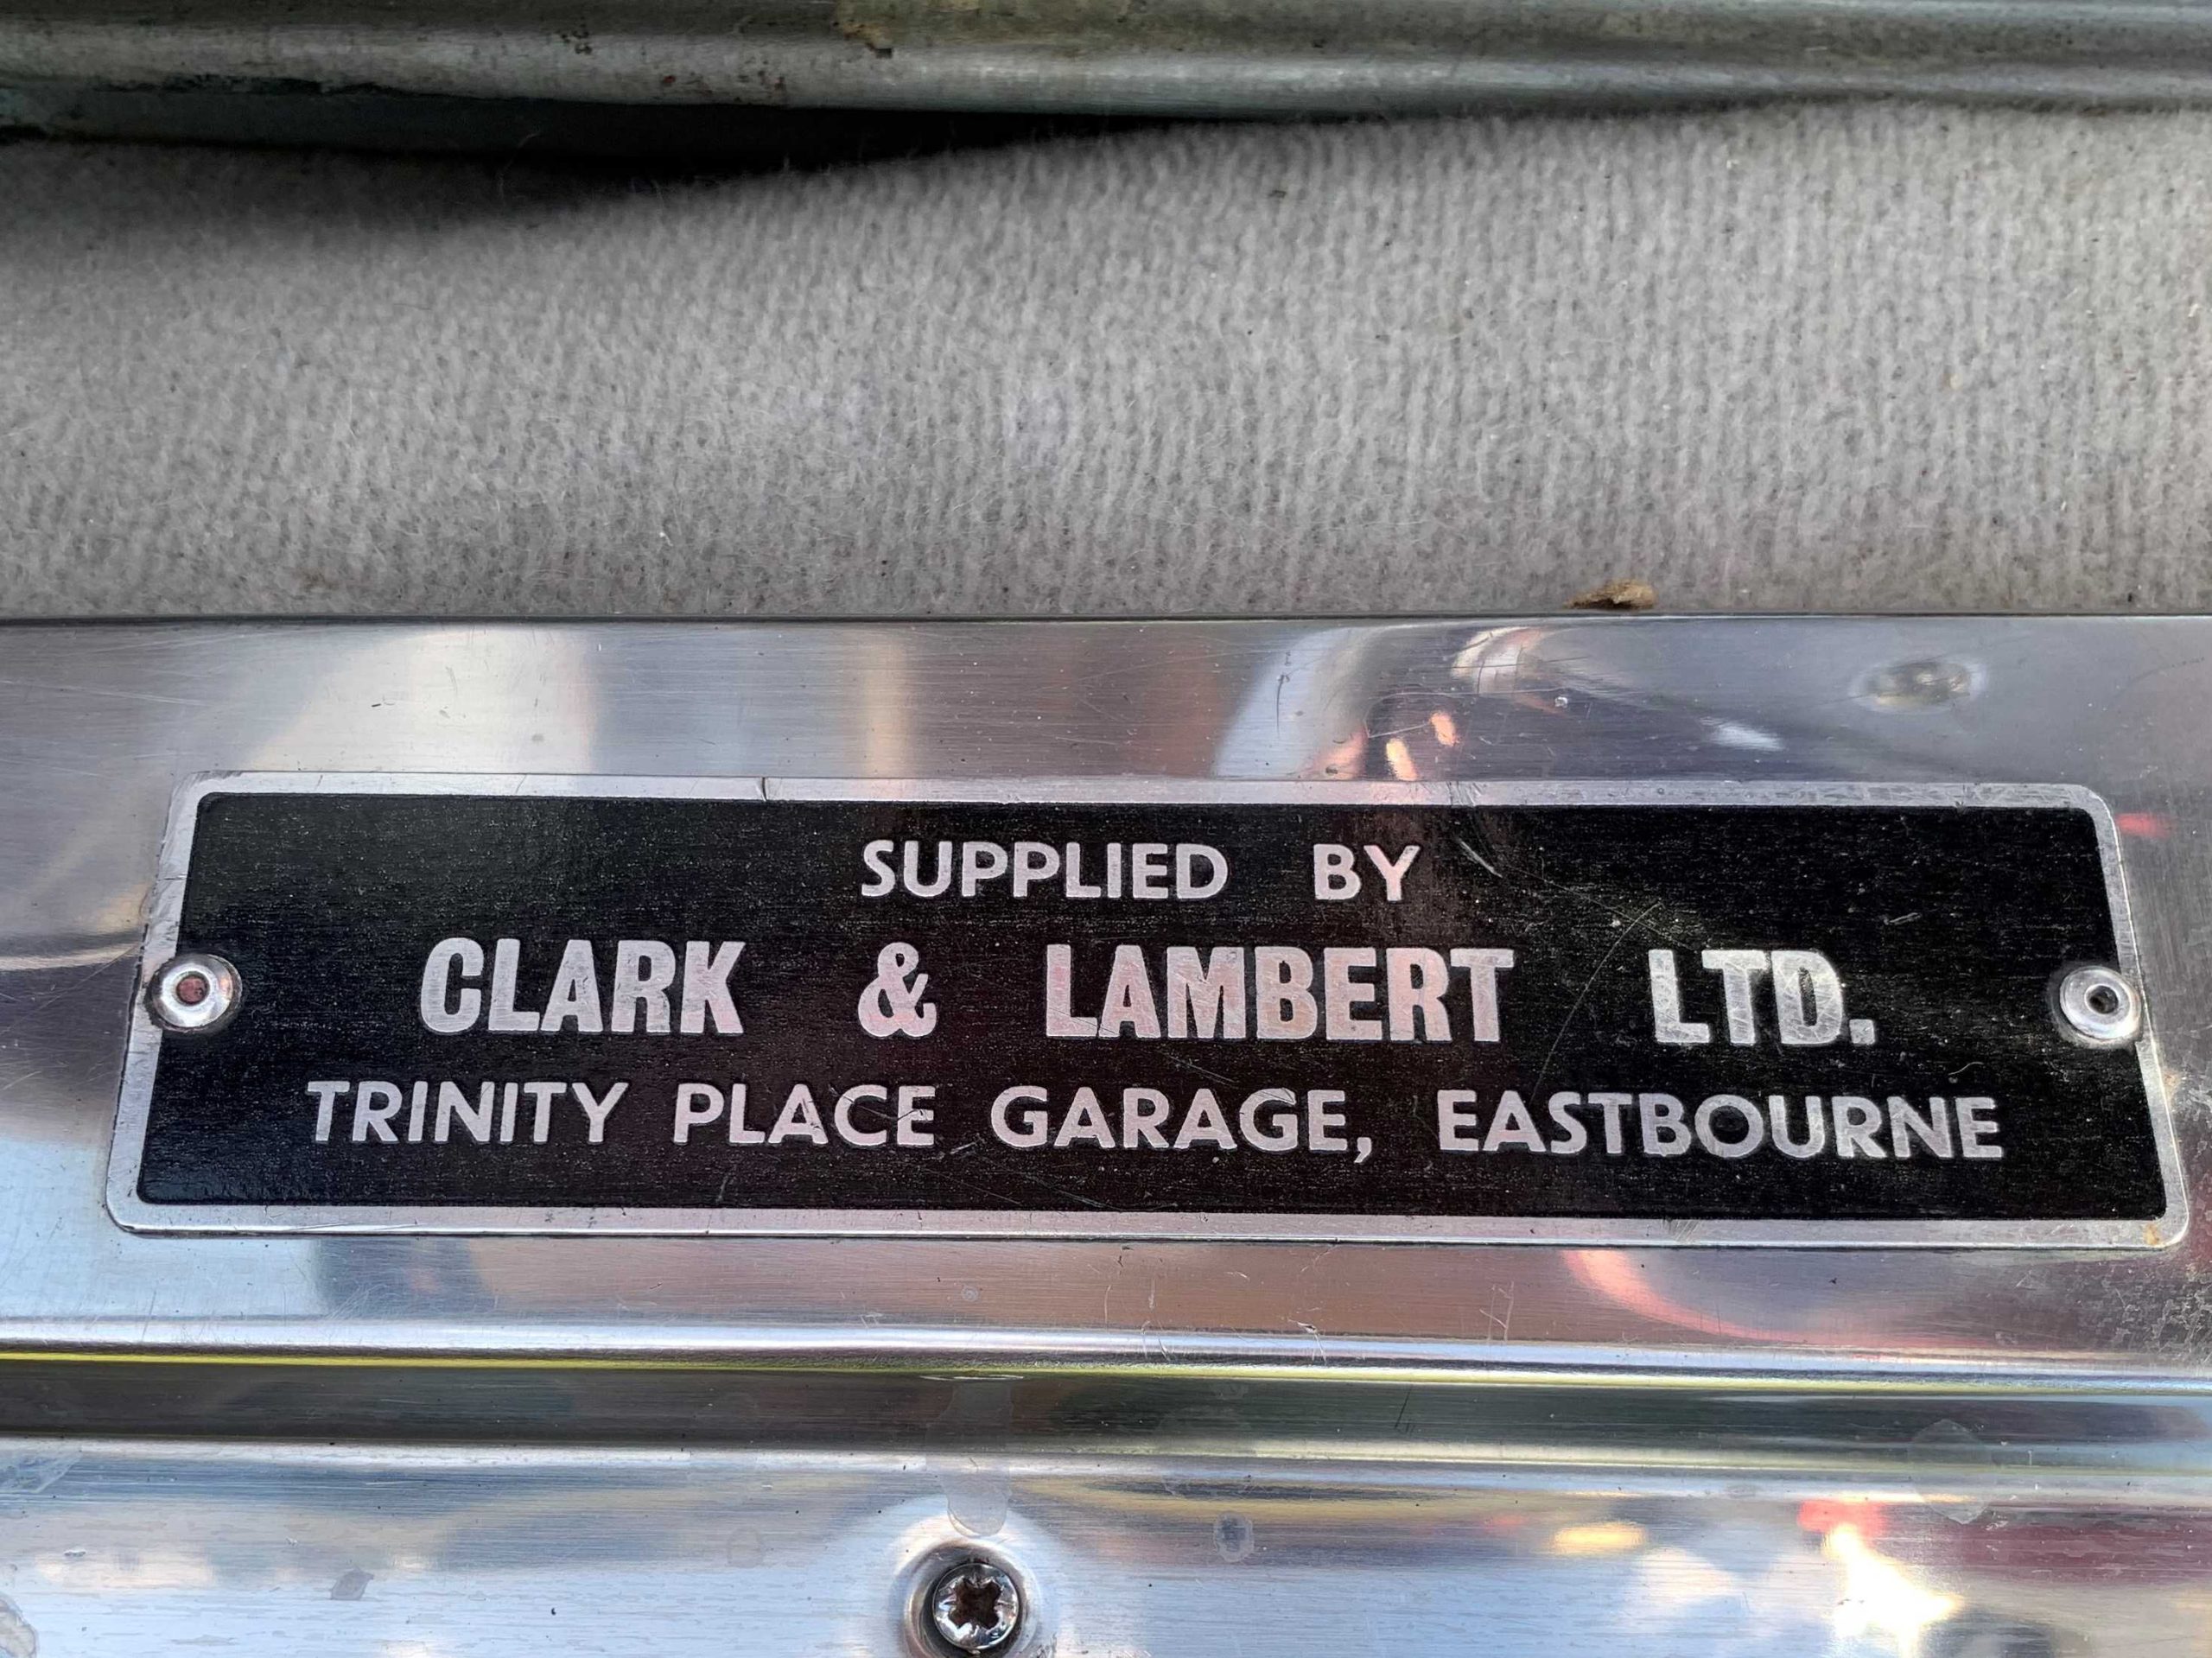 SUPPLIED BY
CLARK & LAMBERT LTD.
TRINITY PLACE GARAGE, EASTBOURNE